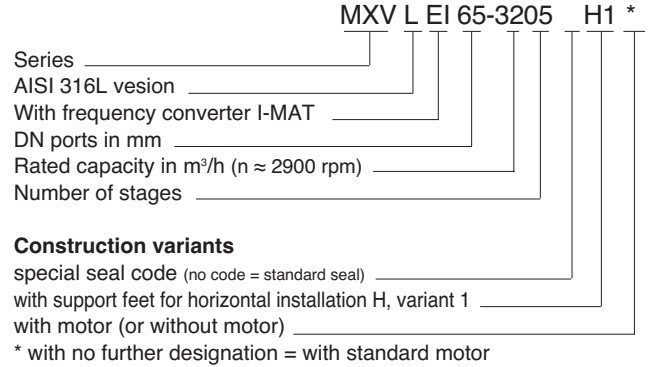 MXV L EI 65-3205 H1 *
Series
AISI 316L vesion
With frequency converter I-MAT
DN ports in mm
Rated capacity in m³/h (n ≈ 2900 rpm)
Number of stages
Construction variants
special seal code (no code = standard seal)
with support feet for horizontal installation H, variant 1
with motor (or without motor)
* with no further designation = with standard motor